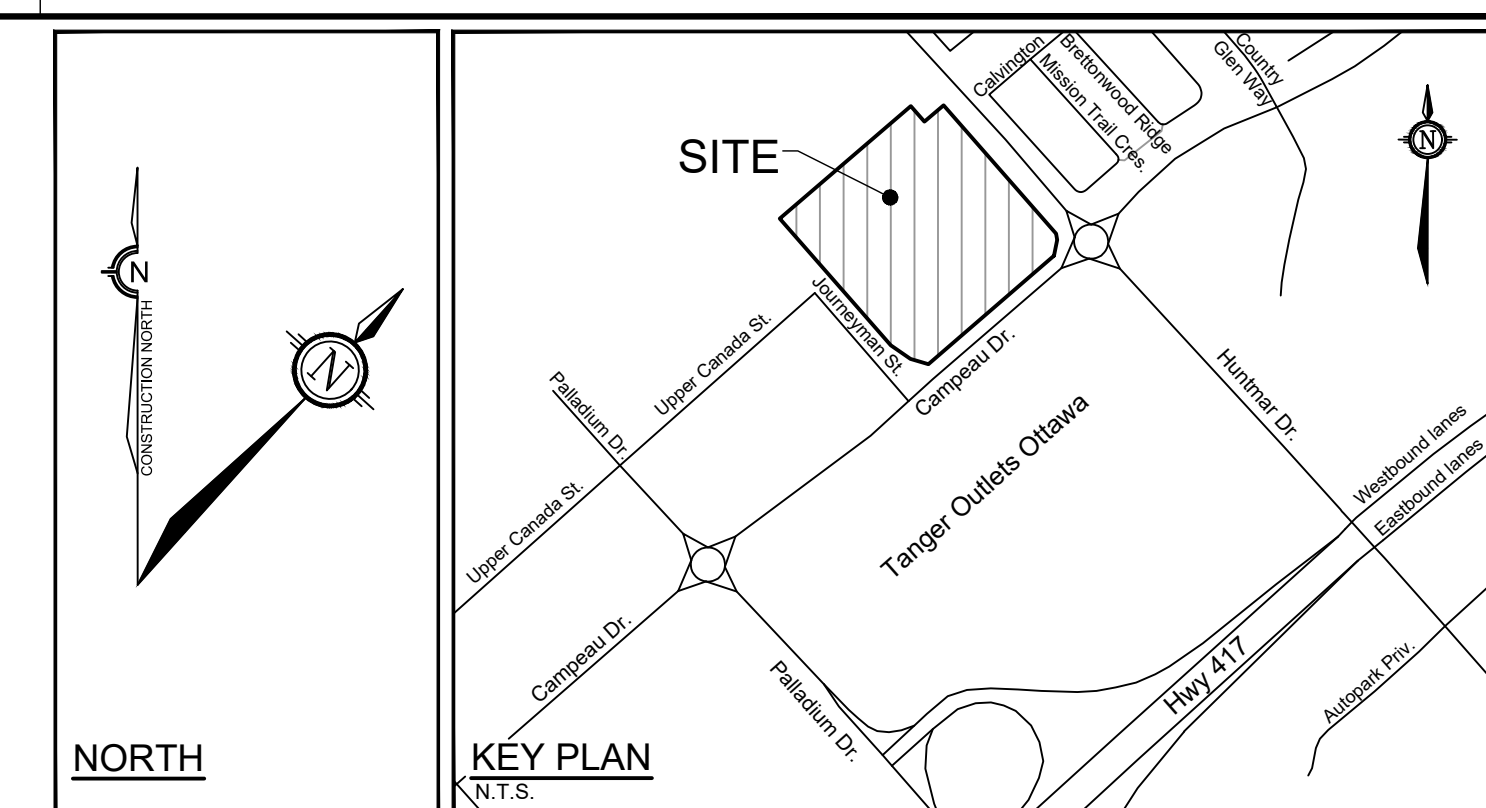 N
CONSTRUCTION NORTH
N
NORTH
SITE
Calvington
Brettonwood Ridge
Mission Trail Cres.
Country
Glen Way
N
Journeyman St.
Upper Canada St.
Palladium Dr.
Campeau Dr.
Huntmar Dr.
Tanger Outlets Ottawa
Westbound lanes
Eastbound lanes
Upper Canada St.
Campeau Dr.
Palladium Dr.
Hwy 417
Autopark Priv.
KEY PLAN
N.T.S.